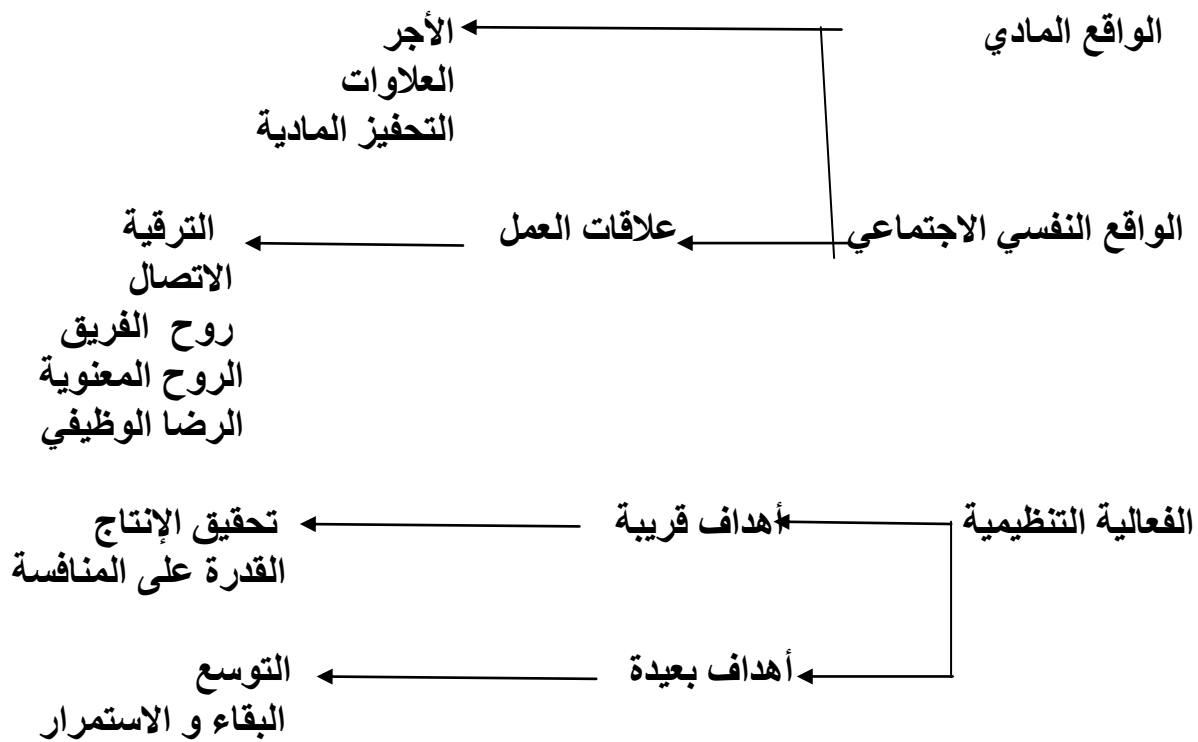 الواقع المادي الأجر
العلاوات
التحفيز المادية
الواقع النفسي الاجتماعي علاقات العمل الترقية
الاتصال
روح الفريق
الروح المعنوية
الرضا الوظيفي
الفعالية التنظيمية أهداف قريبة تحقيق الإنتاج
القدرة على المنافسة
أهداف بعيدة التوسع
البقاء و الاستمرار